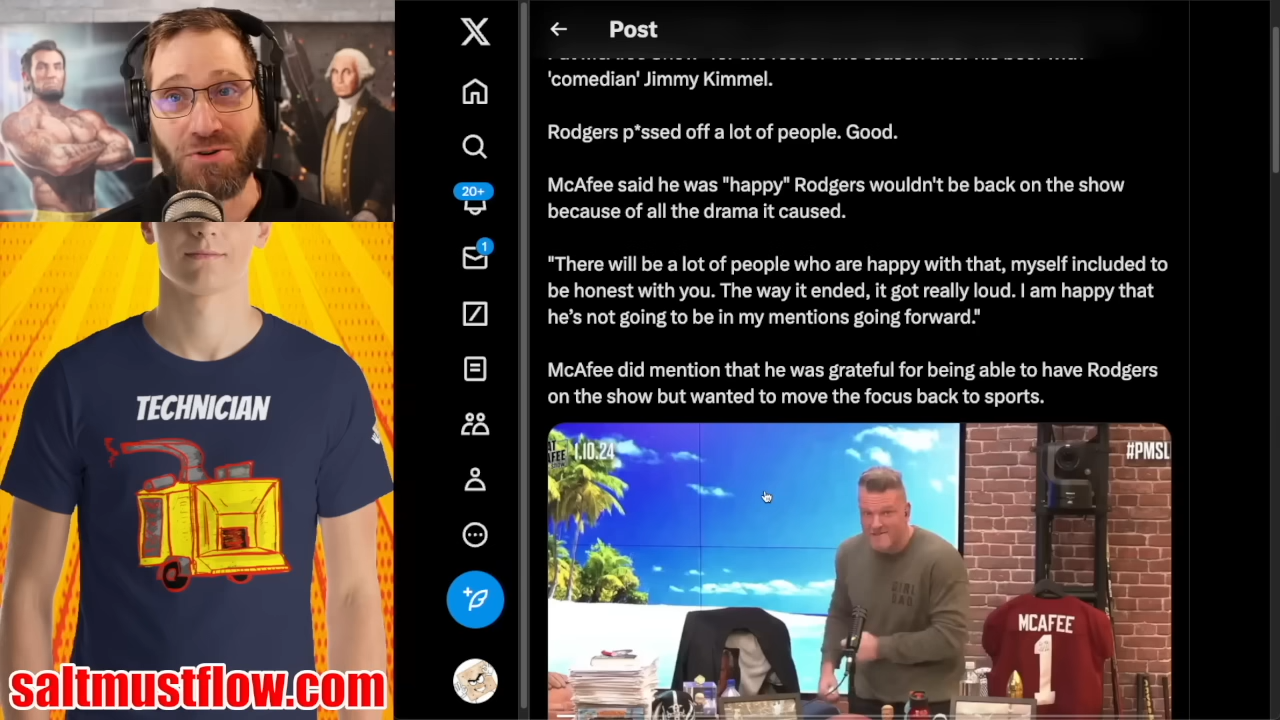 Post
'comedian' Jimmy Kimmel.
Rodgers p*ssed off a lot of people. Good.
McAfee said he was "happy" Rodgers wouldn't be back on the show
because of all the drama it caused.
"There will be a lot of people who are happy with that, myself included to
be honest with you. The way it ended, it got really loud. I am happy that
he’s not going to be in my mentions going forward."
McAfee did mention that he was grateful for being able to have Rodgers
on the show but wanted to move the focus back to sports.
20+
1
1.10.24
#PMSL
GIRL
DAD
MCAFEE
1
TECHNICIAN
saltmustflow.com